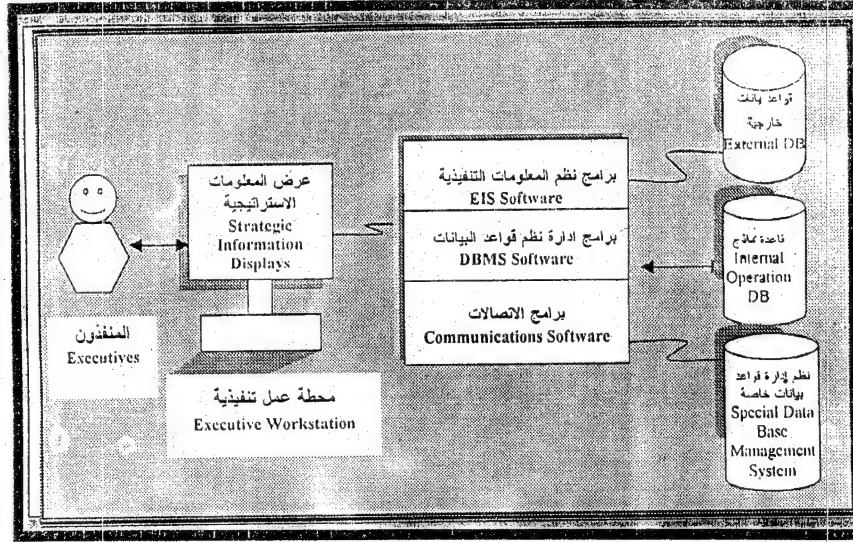 المنفذون
Executives
عرض المعلومات
الاستراتيجية
Strategic
Information
Displays
محطة عمل تنفيذية
Executive Workstation
برامج نظم المعلومات التنفيذية
EIS Software
برامج ادارة نظم قواعد البيانات
DBMS Software
برامج الاتصالات
Communications Software
قواعد بيانات
خارجية
External DB
قاعدة نماذج
Internal
Operation
DB
نظم إدارة قواعد
بيانات خاصة
Special Data
Base
Management
System